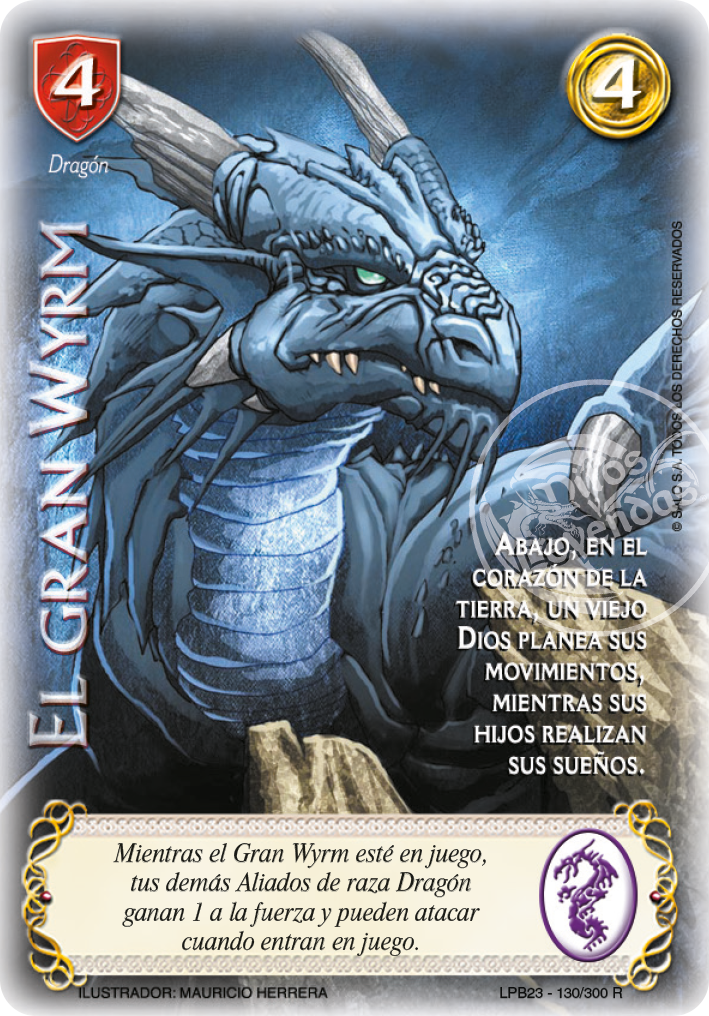 4
4
Dragón
EL GRAN WYRM
© SALO S.A. TODOS LOS DERECHOS RESERVADOS
mitos
leyendas
ABAJO, EN EL
CORAZÓN DE LA
TIERRA, UN VIEJO
DIOS PLANEA SUS
MOVIMIENTOS,
MIENTRAS SUS
HIJOS REALIZAN
SUS SUEÑOS.
Mientras el Gran Wyrm esté en juego,
tus demás Aliados de raza Dragón
ganan 1 a la fuerza y pueden atacar
cuando entran en juego.
ILUSTRADOR: MAURICIO HERRERA
LPB23 - 130/300 R